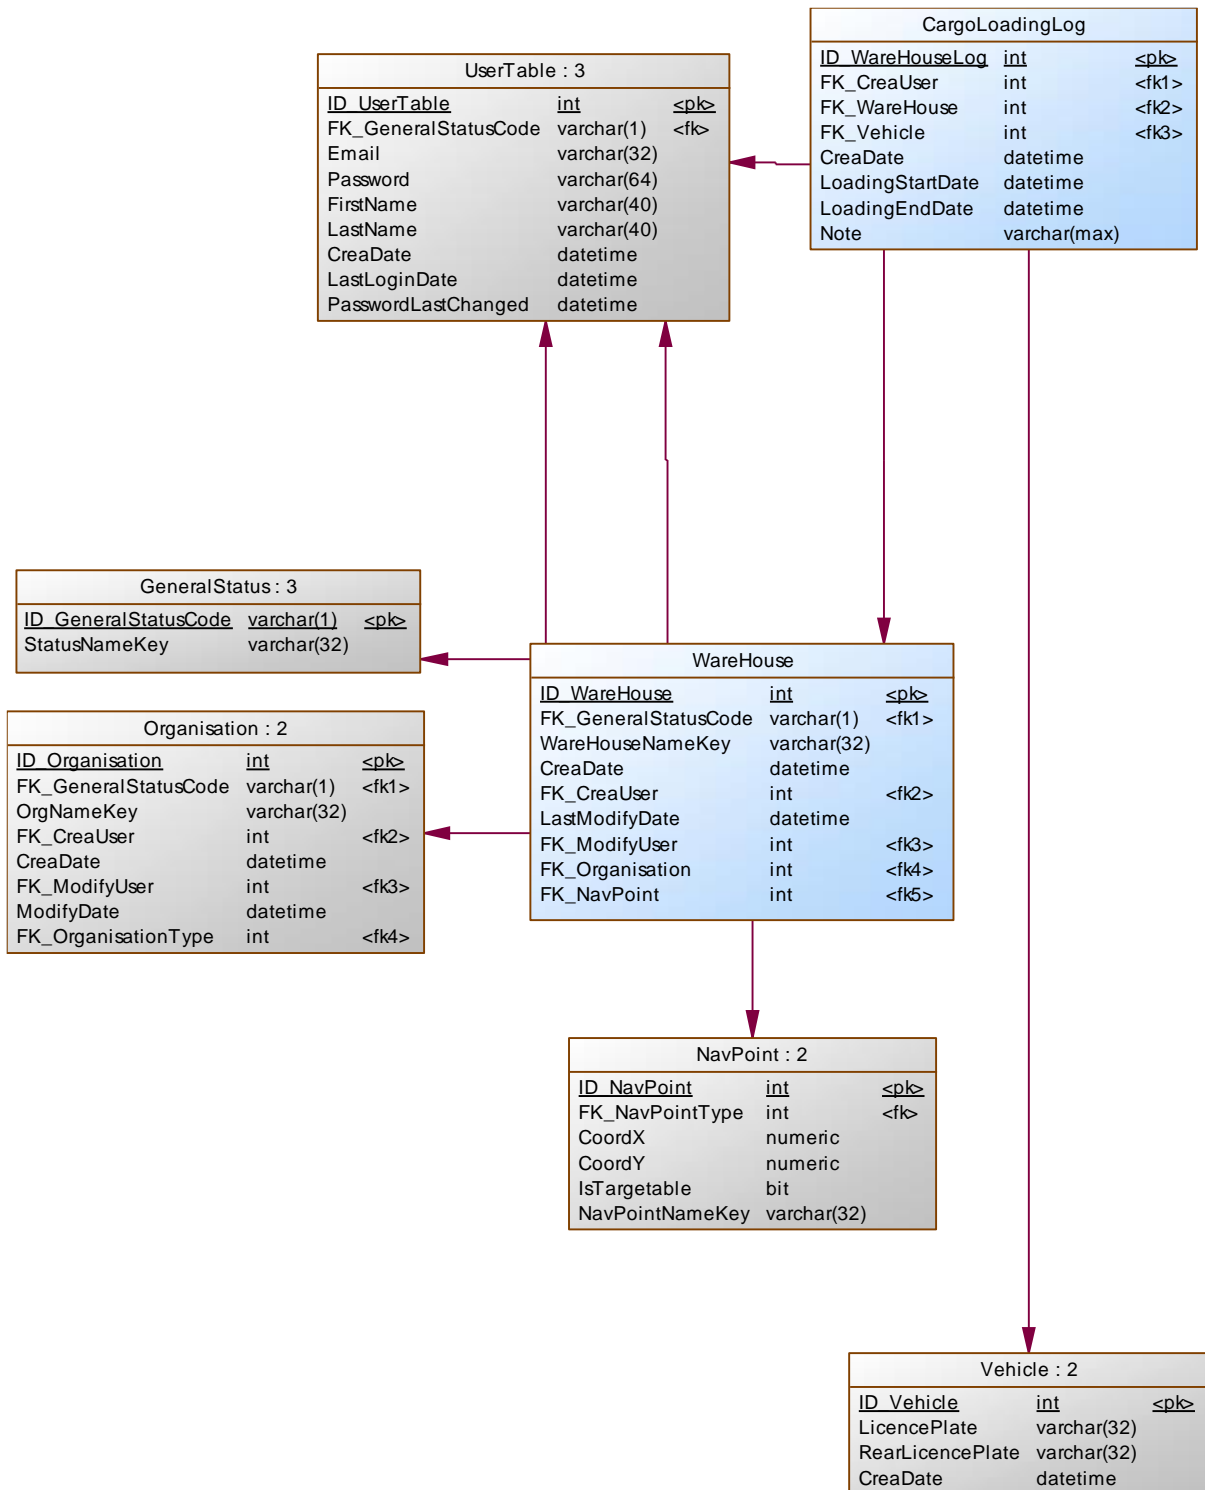 CargoLoadingLog
ID_WareHouseLog int <pk>
FK_CreaUser int <fk1>
FK_WareHouse int <fk2>
FK_Vehicle int <fk3>
CreaDate datetime
LoadingStartDate datetime
LoadingEndDate datetime
Note varchar(max)
UserTable : 3
ID_UserTable int <pk>
FK_GeneralStatusCode varchar(1) <fk>
Email varchar(32)
Password varchar(64)
FirstName varchar(40)
LastName varchar(40)
CreaDate datetime
LastLoginDate datetime
PasswordLastChanged datetime
GeneralStatus : 3
ID_GeneralStatusCode varchar(1) <pk>
StatusNameKey varchar(32)
WareHouse
ID_WareHouse int <pk>
FK_GeneralStatusCode varchar(1) <fk1>
WareHouseNameKey varchar(32)
CreaDate datetime
FK_CreaUser int <fk2>
LastModifyDate datetime
FK_ModifyUser int <fk3>
FK_Organisation int <fk4>
FK_NavPoint int <fk5>
Organisation : 2
ID_Organisation int <pk>
FK_GeneralStatusCode varchar(1) <fk1>
OrgNameKey varchar(32)
FK_CreaUser int <fk2>
CreaDate datetime
FK_ModifyUser int <fk3>
ModifyDate datetime
FK_OrganisationType int <fk4>
NavPoint : 2
ID_NavPoint int <pk>
FK_NavPointType int <fk>
CoordX numeric
CoordY numeric
IsTargetable bit
NavPointNameKey varchar(32)
Vehicle : 2
ID_Vehicle int <pk>
LicencePlate varchar(32)
RearLicencePlate varchar(32)
CreaDate datetime